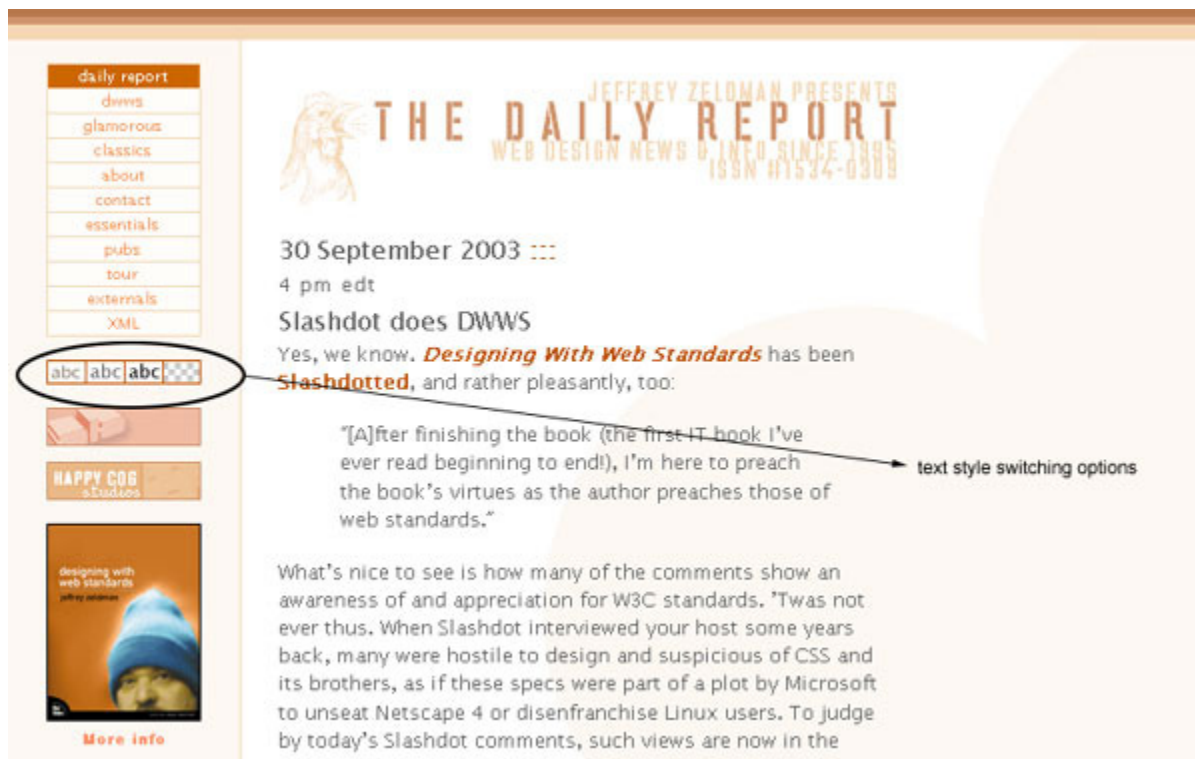 daily report
dwws
glamorous
classics
about
contact
essentials
pubs
tour
externals
XML
abc abc abc
HAPPY COG
studios
designing with
web standards
jeffrey zeldman
More info
JEFFREY ZELDMAN PRESENTS
THE DAILY REPORT
WEB DESIGN NEWS & INFO SINCE 1995
ISSN #1534-0309
30 September 2003 :::
4 pm edt
Slashdot does DWWS
Yes, we know. Designing With Web Standards has been
Slashdotted, and rather pleasantly, too:
"[A]fter finishing the book (the first IT book I've
ever read beginning to end!), I'm here to preach
the book's virtues as the author preaches those of
web standards."
What's nice to see is how many of the comments show an
awareness of and appreciation for W3C standards. 'Twas not
ever thus. When Slashdot interviewed your host some years
back, many were hostile to design and suspicious of CSS and
its brothers, as if these specs were part of a plot by Microsoft
to unseat Netscape 4 or disenfranchise Linux users. To judge
by today's Slashdot comments, such views are now in the
text style switching options